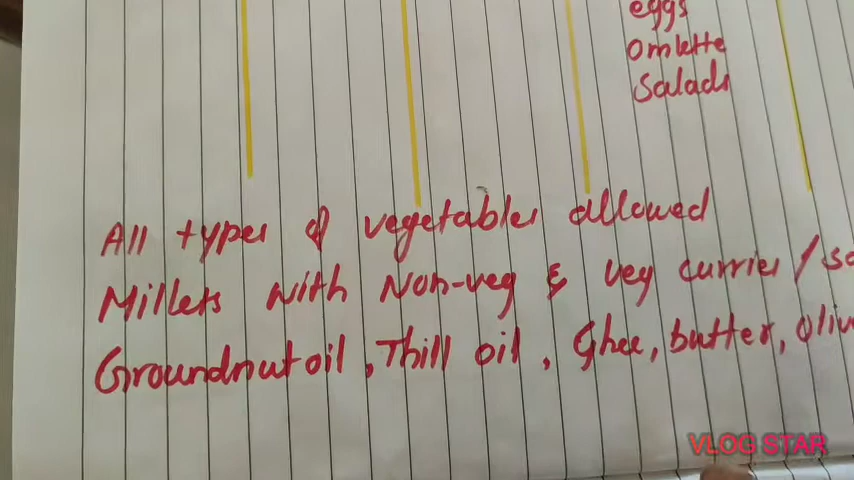 eggs
Omlette
Salads
All types of vegetables allowed
Millets with Non-veg & veg curries/
Groundnut oil, Thill oil, Ghee, butter,
VLOG STAR